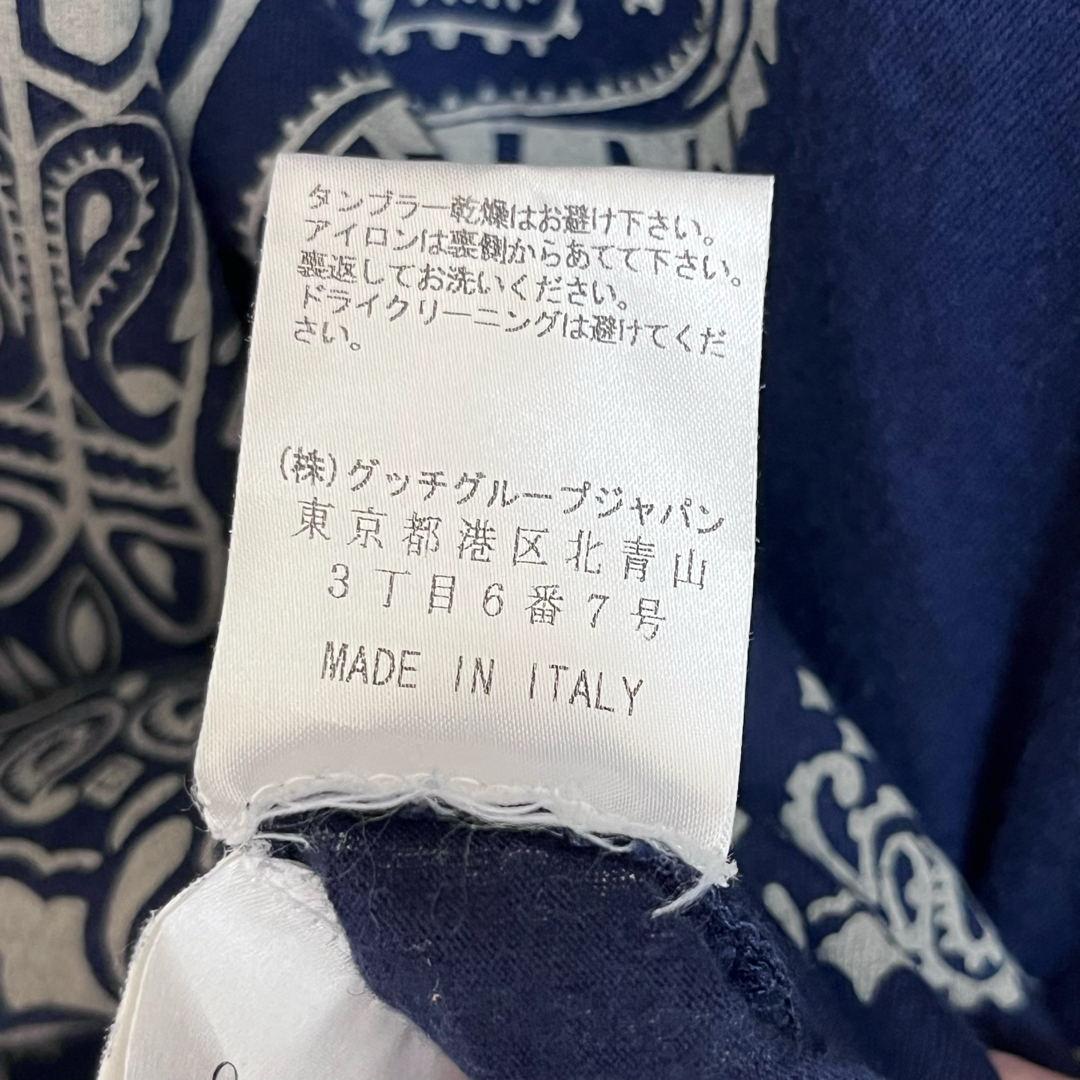 タンブラー乾燥はお避け下さい。
アイロンは裏側からあてて下さい。
裏返してお洗いください。
ドライクリーニングは避けてくだ
さい。
(株)グッチグループジャパン
東京都港区北青山
3丁目6番7号
MADE IN ITALY